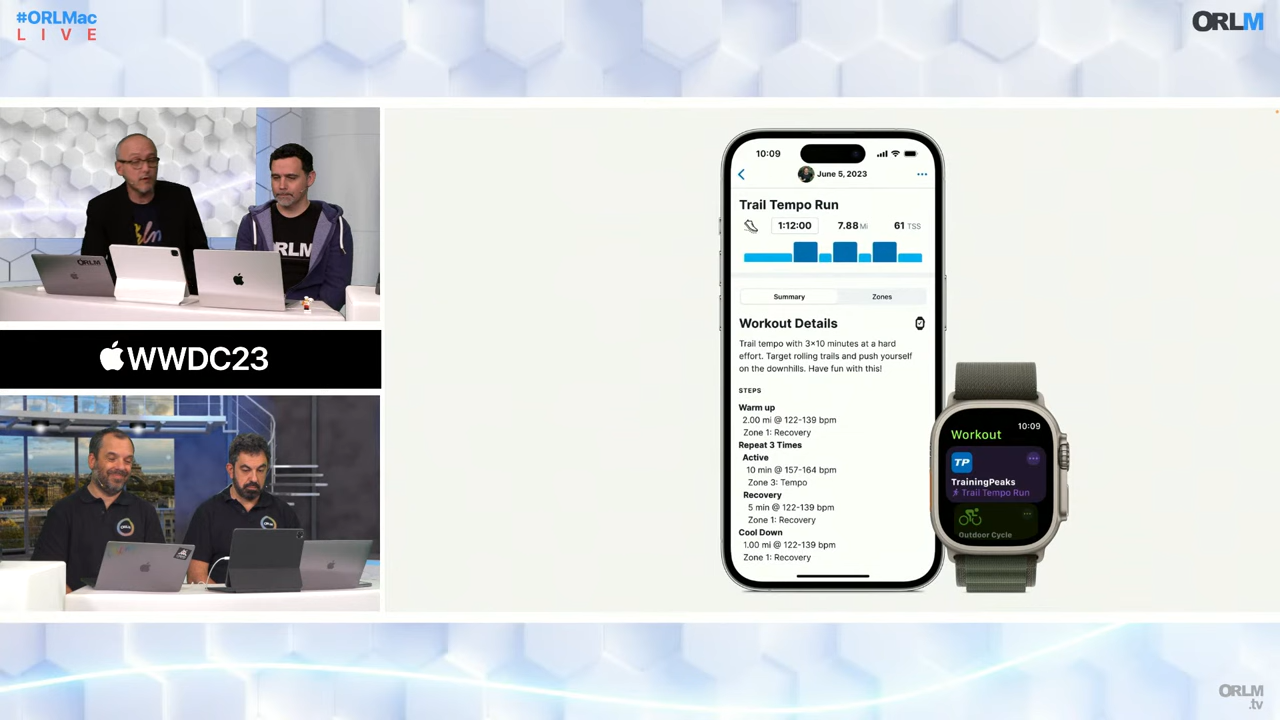 #ORLMac
LIVE
ORLM
ORLM
RLM
WWDC23
ORLM
10:09
June 5, 2023
Trail Tempo Run
1:12:00
7.88 Mi
61 TSS
Summary
Zones
Workout Details
Trail tempo with 3x10 minutes at a hard
effort. Target rolling trails and push yourself
on the downhills. Have fun with this!
STEPS
Warm up
2.00 mi @ 122-139 bpm
Zone 1: Recovery
Repeat 3 Times
Active
10 min @ 157-164 bpm
Zone 3: Tempo
Recovery
5 min @ 122-139 bpm
Zone 1: Recovery
Cool Down
1.00 mi @ 122-139 bpm
Zone 1: Recovery
10:09
Workout
TP
TrainingPeaks
Trail Tempo Run
Outdoor Cycle
ORLM
.tv